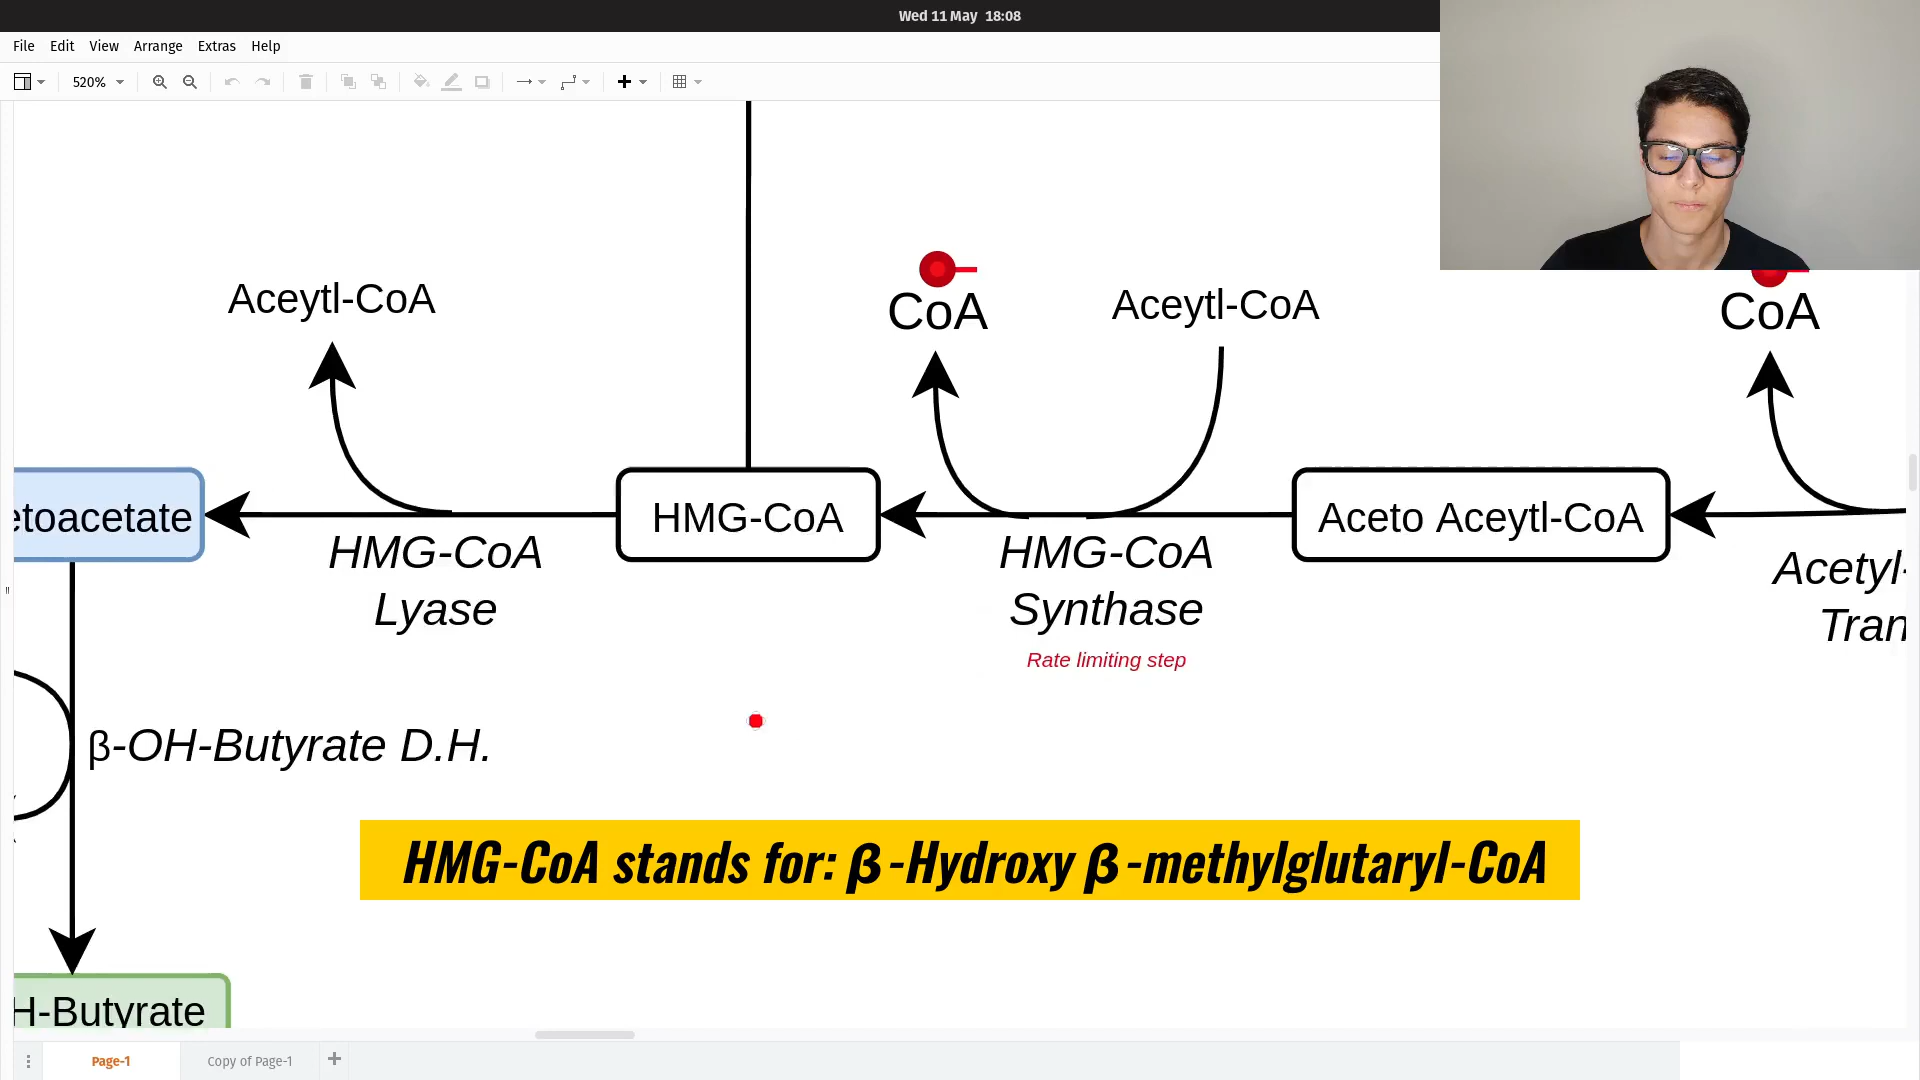 Wed 11 May 18:08
File Edit View Arrange Extras Help
520%
Aceytl-CoA
CoA
Aceytl-CoA
CoA
etoacetate
HMG-CoA
Aceto Aceytl-CoA
HMG-CoA
Lyase
HMG-CoA
Synthase
Rate limiting step
Acetyl-
Tran
β-OH-Butyrate D.H.
HMG-CoA stands for: β-Hydroxy β-methylglutaryl-CoA
H-Butyrate
Page-1
Copy of Page-1